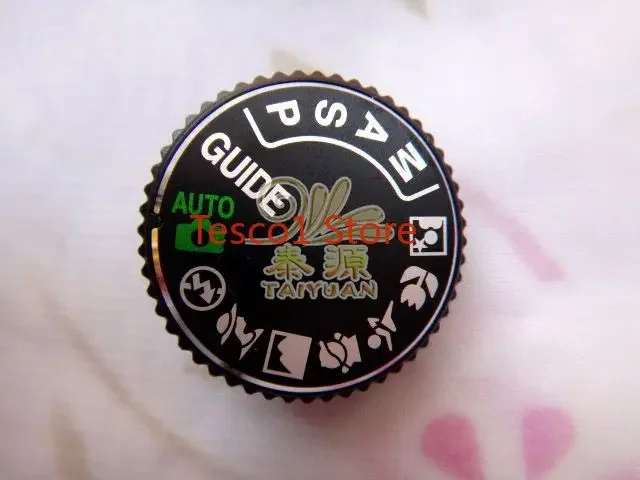 M A S P
GUIDE
AUTO
Tesco1 Store
泰源
TAIYUAN